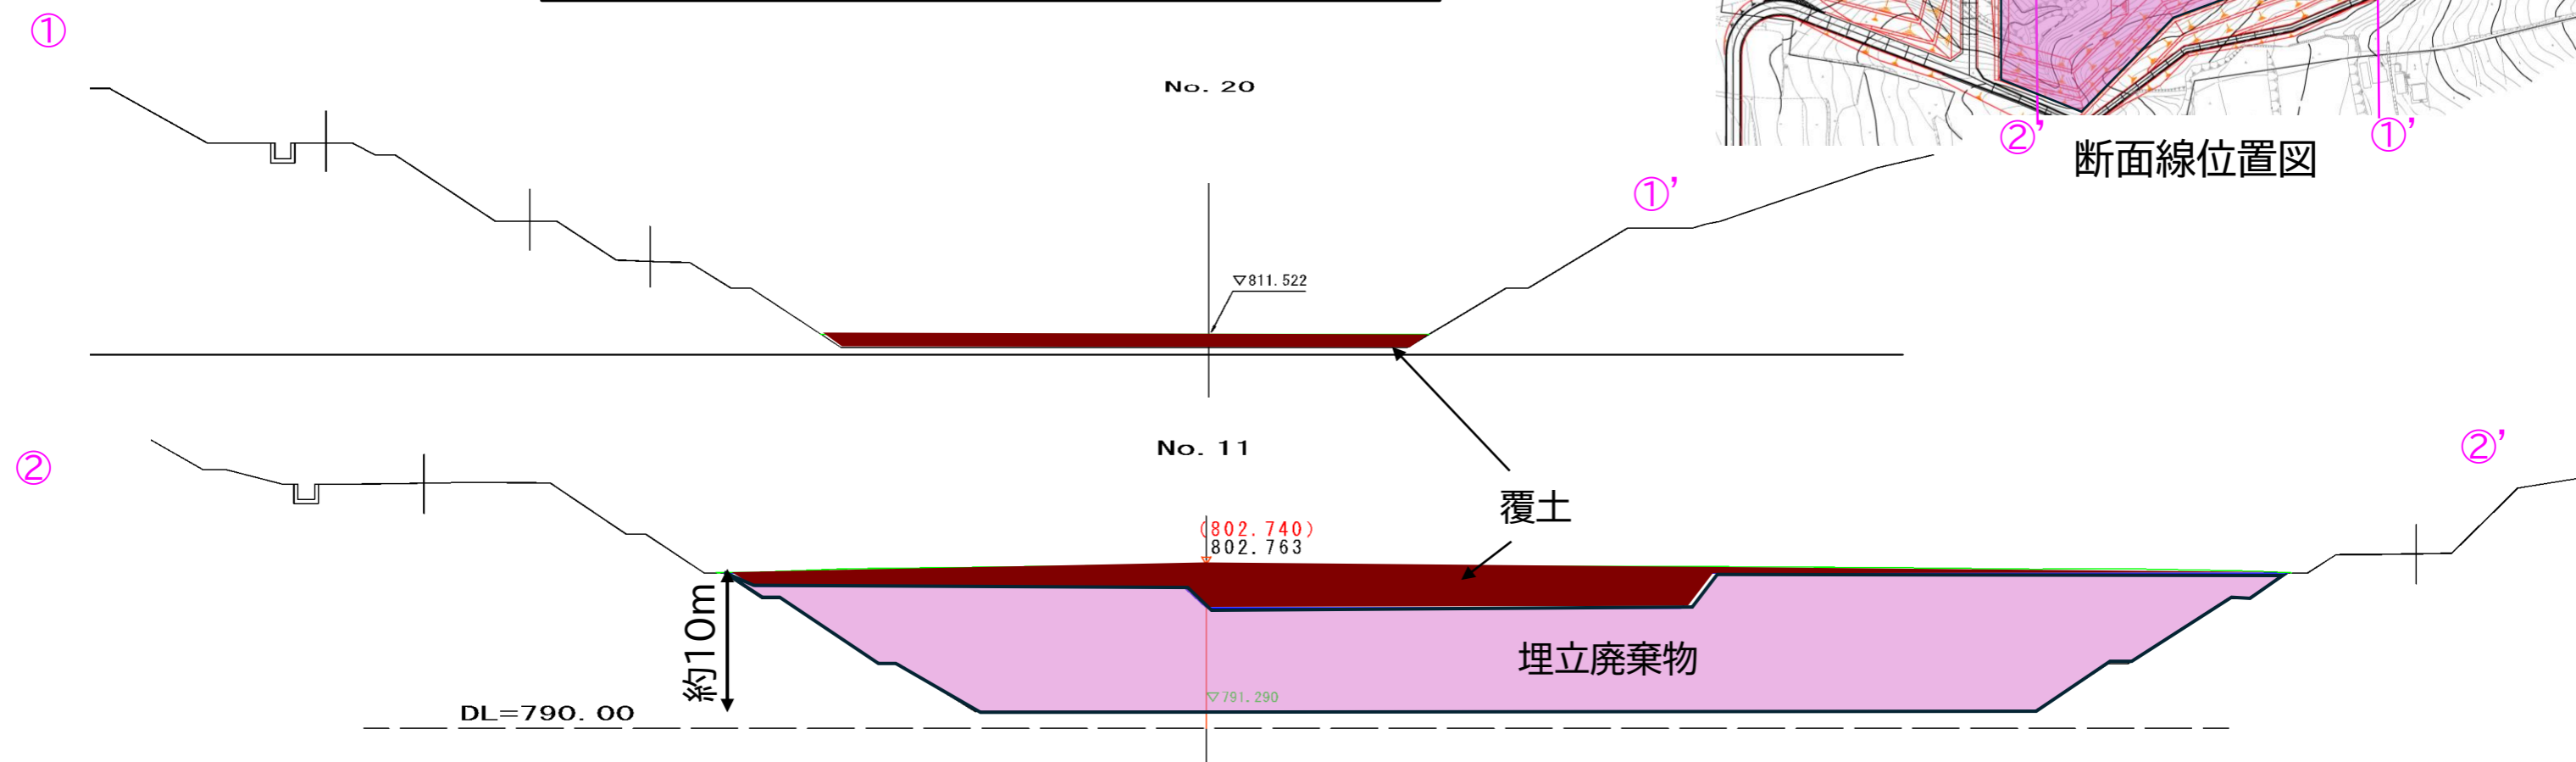 ①
No. 20
②'
①'
断面線位置図
①'
▽811.522
No. 11
②
②'
覆土
(802.740)
802.763
約10m
埋立廃棄物
▽791.290
DL=790.00